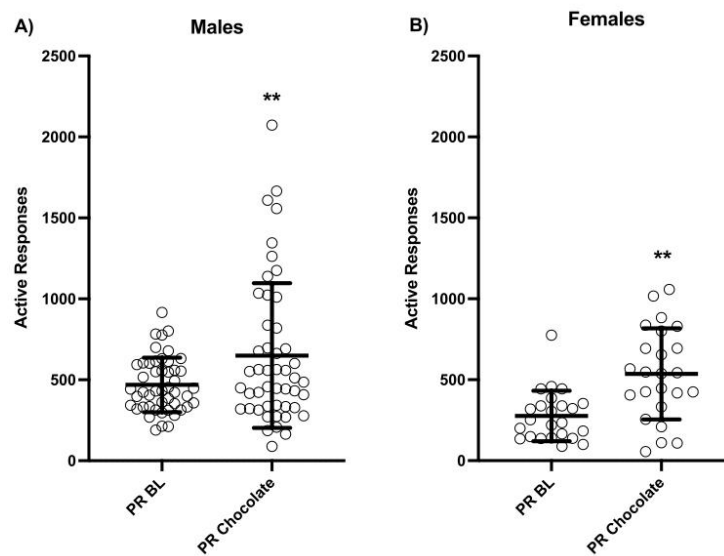 A)
Males
Active Responses
2500
2000
1500
1000
500
0
**
PR BL
PR Chocolate
B)
Females
Active Responses
2500
2000
1500
1000
500
0
**
PR BL
PR Chocolate